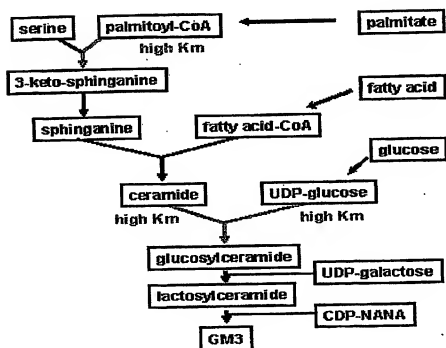 serine
palmitoyl-CoA
palmitate
high Km
3-keto-sphinganine
fatty acid
sphinganine
fatty acid-CoA
glucose
ceramide
UDP-glucose
high Km
high Km
glucosylceramide
UDP-galactose
lactosylceramide
CDP-NANA
GM3